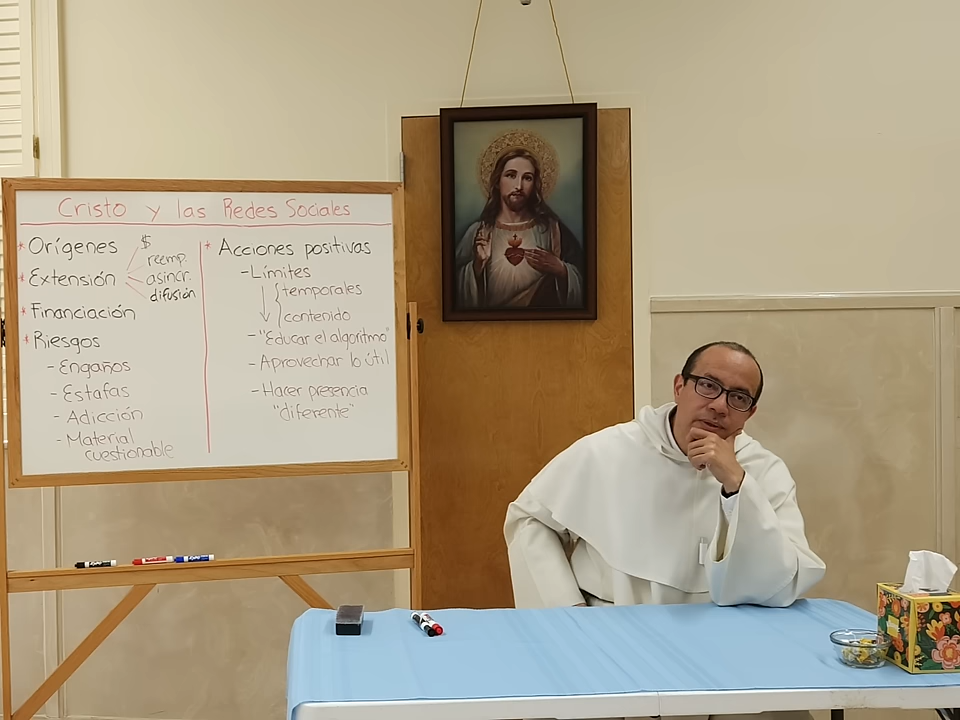 Cristo y las Redes Sociales
* Orígenes
* Extensión
$
reemp.
asincr.
difusión
* Financiación
* Riesgos
- Engaños
- Estafas
- Adicción
- Material
cuestionable
* Acciones positivas
- Límites
temporales
contenido
- "Educar el algoritmo"
- Aprovechar lo útil
- Hacer presencia
"diferente"